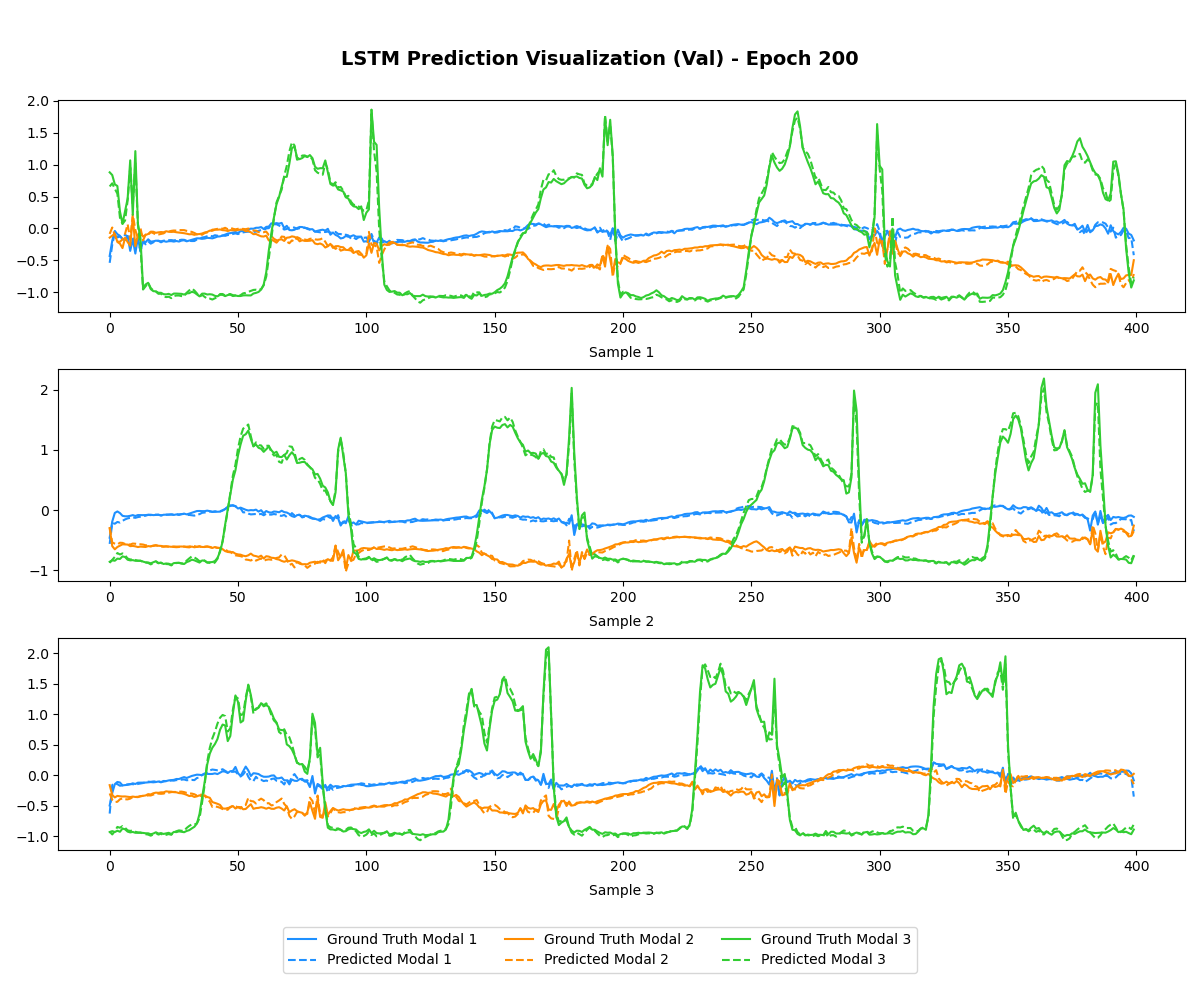 LSTM Prediction Visualization (Val) - Epoch 200
2.0
1.5
1.0
0.5
0.0
−0.5
−1.0
0 50 100 150 200 250 300 350 400
Sample 1
2
1
0
−1
0 50 100 150 200 250 300 350 400
Sample 2
2.0
1.5
1.0
0.5
0.0
−0.5
−1.0
0 50 100 150 200 250 300 350 400
Sample 3
Ground Truth Modal 1 Ground Truth Modal 2 Ground Truth Modal 3
Predicted Modal 1 Predicted Modal 2 Predicted Modal 3